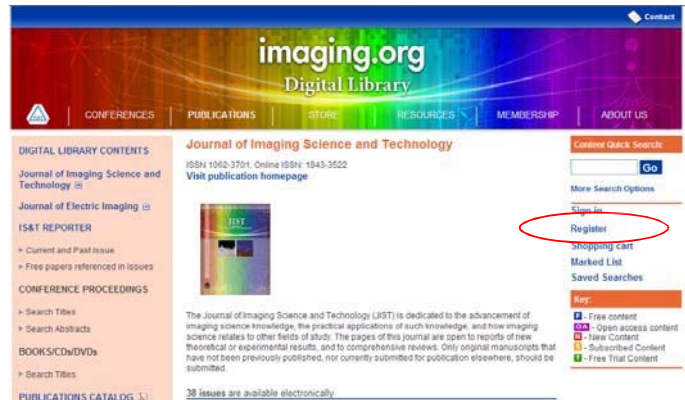 Contact
imaging.org
Digital Library
CONFERENCES
PUBLICATIONS
STORE
RESOURCES
MEMBERSHIP
ABOUT US
DIGITAL LIBRARY CONTENTS
Journal of Imaging Science and
Technology
Journal of Electric Imaging
IS&T REPORTER
Current and Past Issue
Free papers referenced in issues
CONFERENCE PROCEEDINGS
Search Titles
Search Abstracts
BOOKS/CDs/DVDs
Search Titles
PUBLICATIONS CATALOG
Journal of Imaging Science and Technology
ISSN 1062-3701, Online ISSN: 1943-3522
Visit publication homepage
JIST
The Journal of Imaging Science and Technology (JIST) is dedicated to the advancement of
imaging science knowledge, the practical applications of such knowledge, and how imaging
science relates to other fields of study. The pages of this journal are open to reports of new
theoretical or experimental results, and to comprehensive reviews. Only original manuscripts that
have not been previously published, nor currently submitted for publication elsewhere, should be
submitted.
38 issues are available electronically
Content Quick Search:
Go
More Search Options
Sign in
Register
Shopping cart
Marked List
Saved Searches
Key:
F - Free content
OA - Open access content
N - New Content
S - Subscribed Content
T - Free Trial Content